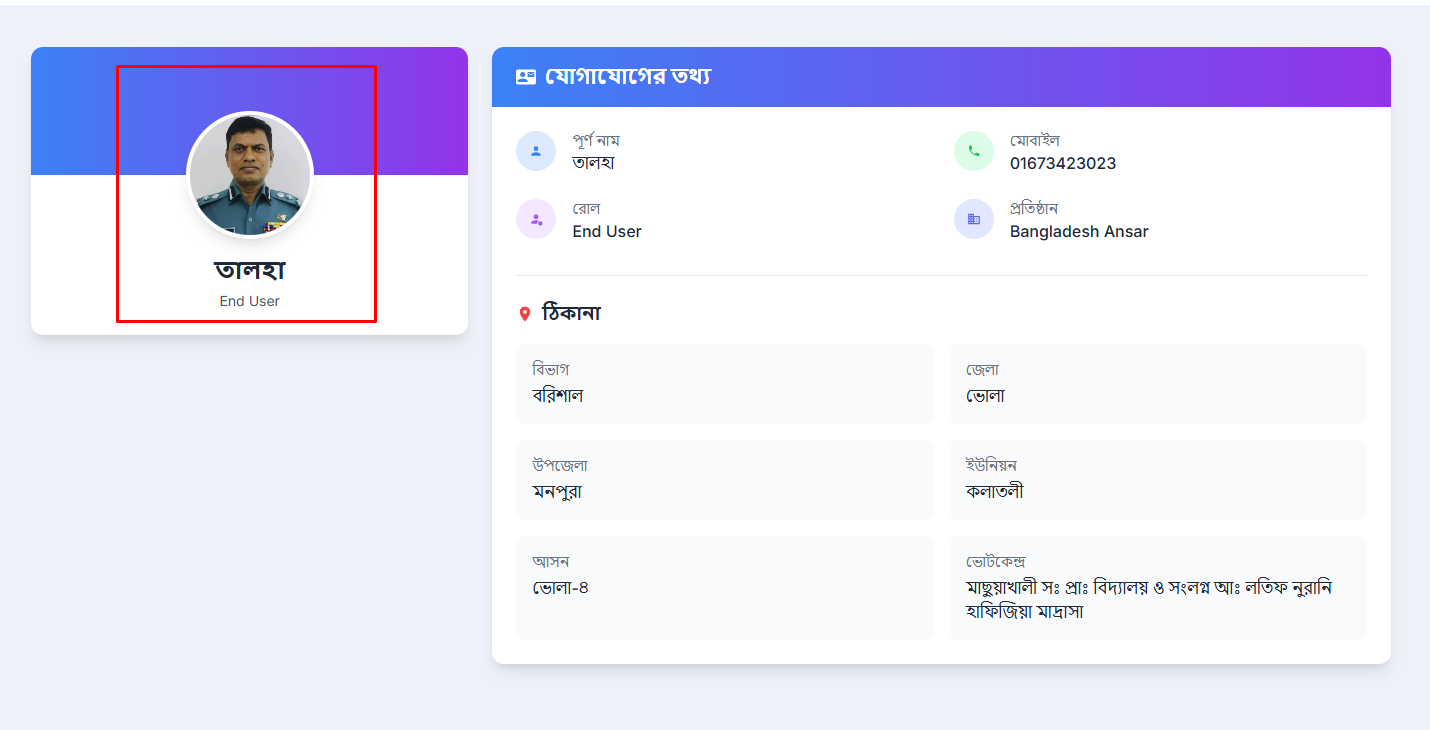 তালহা
End User
যোগাযোগের তথ্য
পূর্ণ নাম
তালহা
মোবাইল
01673423023
রোল
End User
প্রতিষ্ঠান
Bangladesh Ansar
ঠিকানা
বিভাগ
বরিশাল
জেলা
ভোলা
উপজেলা
মনপুরা
ইউনিয়ন
কলাতলী
আসন
ভোলা-৪
ভোটকেন্দ্র
মাছুয়াখালী সঃ প্রাঃ বিদ্যালয় ও সংলগ্ন আঃ লতিফ নুরানি
হাফিজিয়া মাদ্রাসা